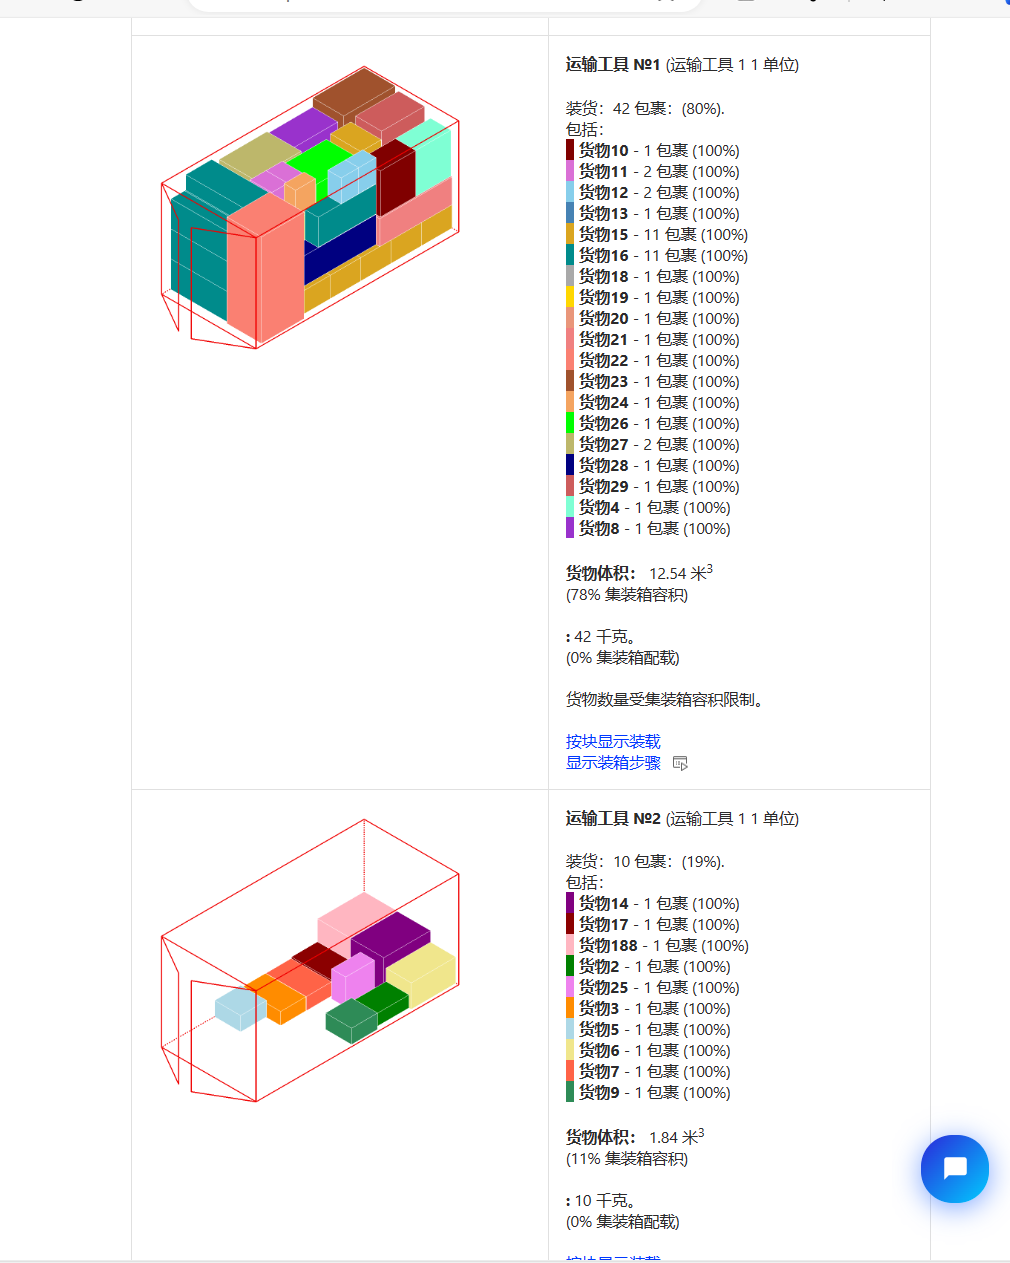 运输工具 №1 (运输工具 1 1 单位)
装货：42 包裹：(80%).
包括：
货物10 - 1 包裹 (100%)
货物11 - 2 包裹 (100%)
货物12 - 2 包裹 (100%)
货物13 - 1 包裹 (100%)
货物15 - 11 包裹 (100%)
货物16 - 11 包裹 (100%)
货物18 - 1 包裹 (100%)
货物19 - 1 包裹 (100%)
货物20 - 1 包裹 (100%)
货物21 - 1 包裹 (100%)
货物22 - 1 包裹 (100%)
货物23 - 1 包裹 (100%)
货物24 - 1 包裹 (100%)
货物26 - 1 包裹 (100%)
货物27 - 2 包裹 (100%)
货物28 - 1 包裹 (100%)
货物29 - 1 包裹 (100%)
货物4 - 1 包裹 (100%)
货物8 - 1 包裹 (100%)
货物体积： 12.54 米3
(78% 集装箱容积)
: 42 千克。
(0% 集装箱配载)
货物数量受集装箱容积限制。
按块显示装载
显示装箱步骤
运输工具 №2 (运输工具 1 1 单位)
装货：10 包裹：(19%).
包括：
货物14 - 1 包裹 (100%)
货物17 - 1 包裹 (100%)
货物188 - 1 包裹 (100%)
货物2 - 1 包裹 (100%)
货物25 - 1 包裹 (100%)
货物3 - 1 包裹 (100%)
货物5 - 1 包裹 (100%)
货物6 - 1 包裹 (100%)
货物7 - 1 包裹 (100%)
货物9 - 1 包裹 (100%)
货物体积： 1.84 米3
(11% 集装箱容积)
: 10 千克。
(0% 集装箱配载)